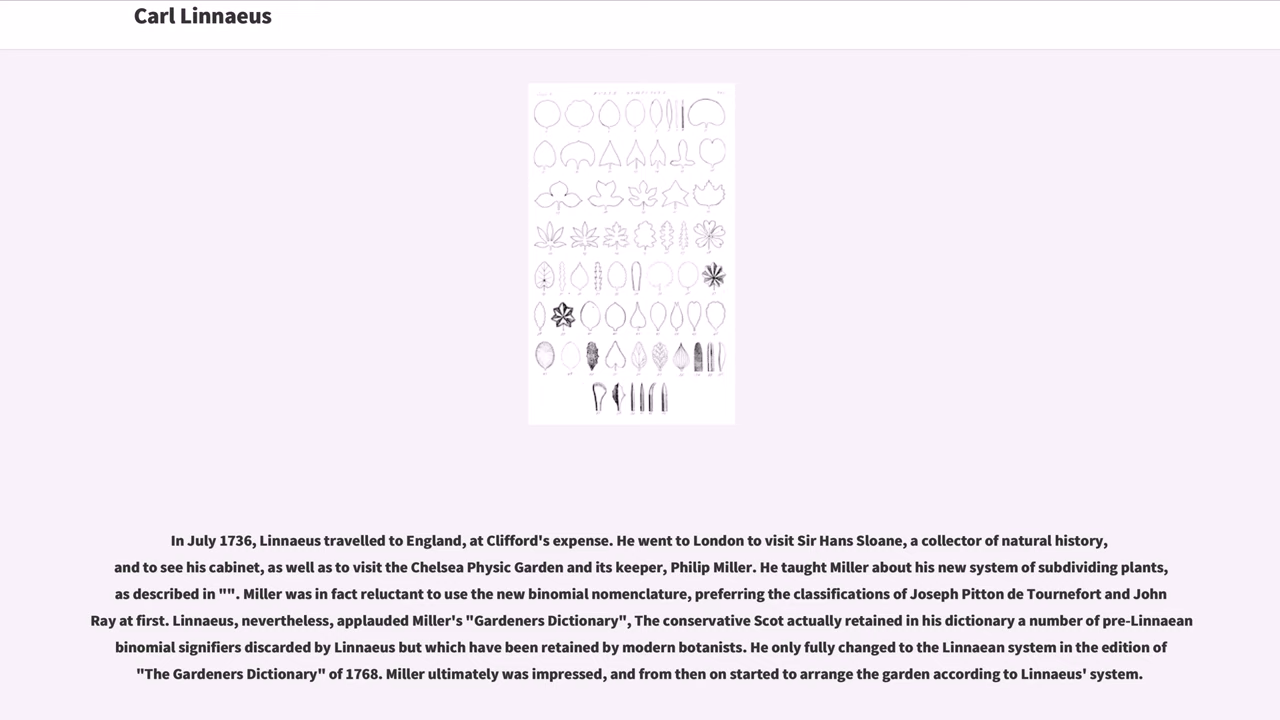 Carl Linnaeus
In July 1736, Linnaeus travelled to England, at Clifford's expense. He went to London to visit Sir Hans Sloane, a collector of natural history,
and to see his cabinet, as well as to visit the Chelsea Physic Garden and its keeper, Philip Miller. He taught Miller about his new system of subdividing plants,
as described in "". Miller was in fact reluctant to use the new binomial nomenclature, preferring the classifications of Joseph Pitton de Tournefort and John
Ray at first. Linnaeus, nevertheless, applauded Miller's "Gardeners Dictionary", The conservative Scot actually retained in his dictionary a number of pre-Linnaean
binomial signifiers discarded by Linnaeus but which have been retained by modern botanists. He only fully changed to the Linnaean system in the edition of
"The Gardeners Dictionary" of 1768. Miller ultimately was impressed, and from then on started to arrange the garden according to Linnaeus' system.